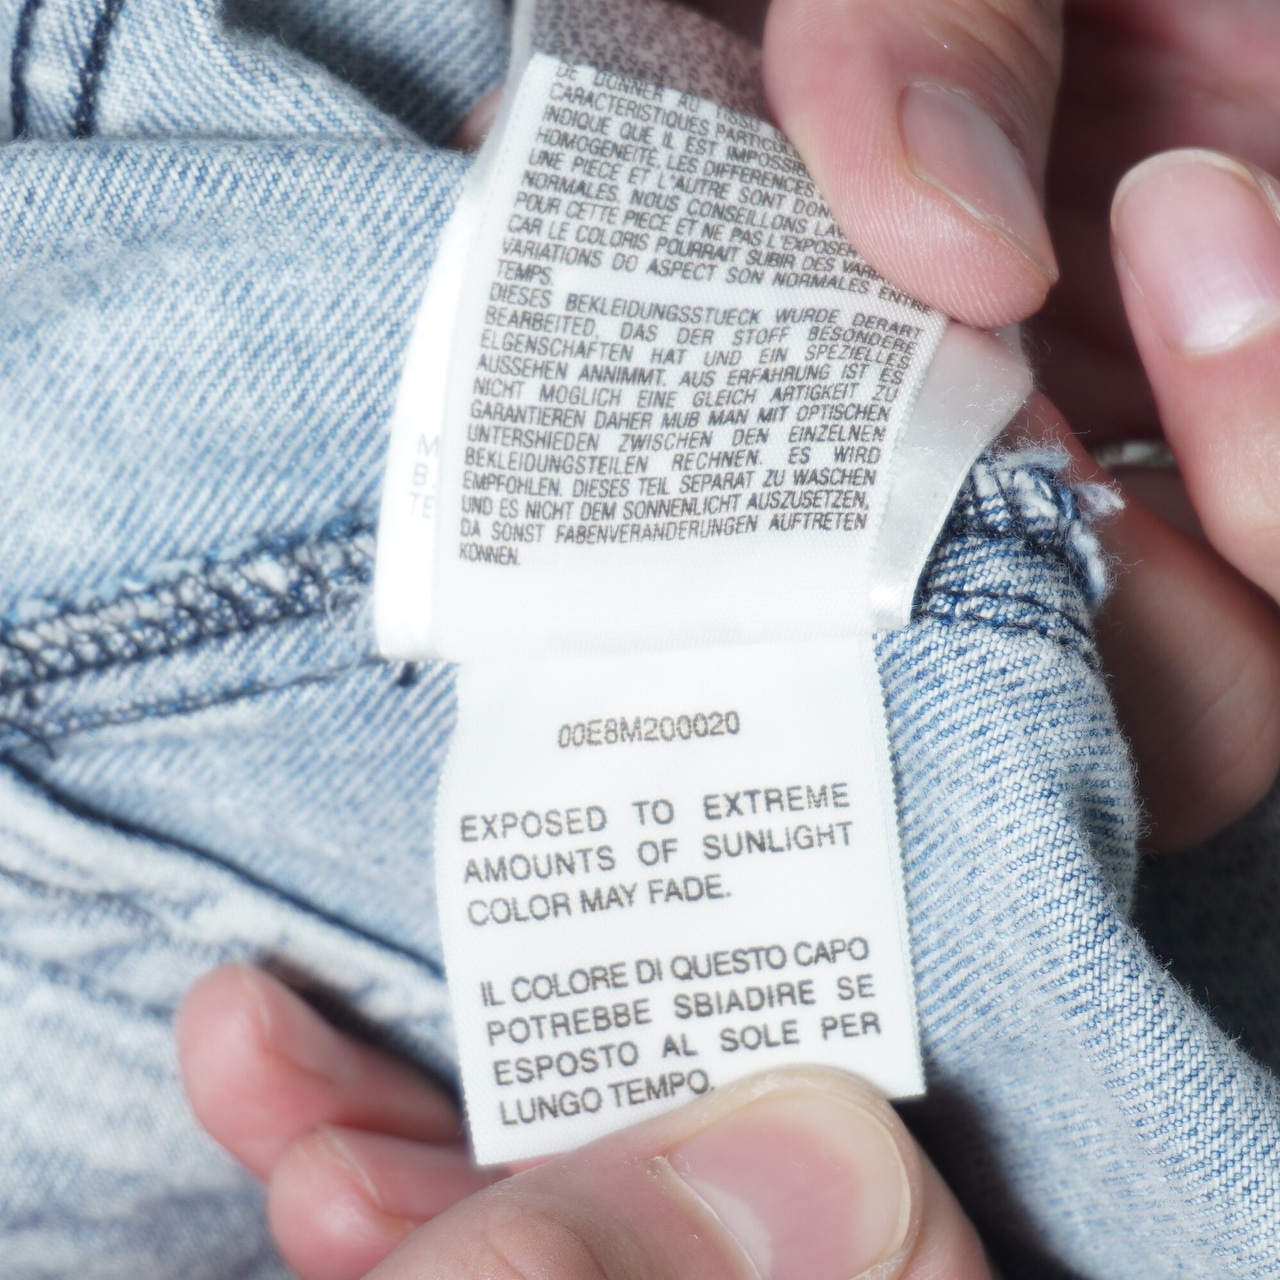 DE DONNER AU TISSU
CARACTERISTIQUES
INDIQUE QUE, IL EST
HOMOGENEITE, LES DIFFERENCES
UNE PIECE ET L'AUTRE SONT
NORMALES. NOUS CONSEILLONS
POUR CETTE PIECE ET NE PAS
CAR LE COLORIS POURRAIT SUBIR DES
VARIATIONS DO ASPECT SON NORMALES
TEMPS.
DIESES BEKLEIDUNGSSTUECK WURDE DERART
BEARBEITED, DAS DER STOFF BESONDERE
ELGENSCHAFTEN HAT UND EIN SPEZIELLES
AUSSEHEN ANNIMMT. AUS ERFAHRUNG IST ES
NICHT MOGLICH EINE GLEICH ARTIGKEIT ZU
GARANTIEREN DAHER MUB MAN MIT OPTISCHEN
UNTERSHIEDEN ZWISCHEN DEN EINZELNEN
BEKLEIDUNGSTEILEN RECHNEN. ES WIRD
EMPFOHLEN. DIESES TEIL SEPARAT ZU WASCHEN
UND ES NICHT DEM SONNENLICHT AUSZUSETZEN,
DA SONST FABENVERANDERUNGEN AUFTRETEN
KONNEN.
00E8M200020
EXPOSED TO EXTREME
AMOUNTS OF SUNLIGHT
COLOR MAY FADE.
IL COLORE DI QUESTO CAPO
POTREBBE SBIADIRE SE
ESPOSTO AL SOLE PER
LUNGO TEMPO.